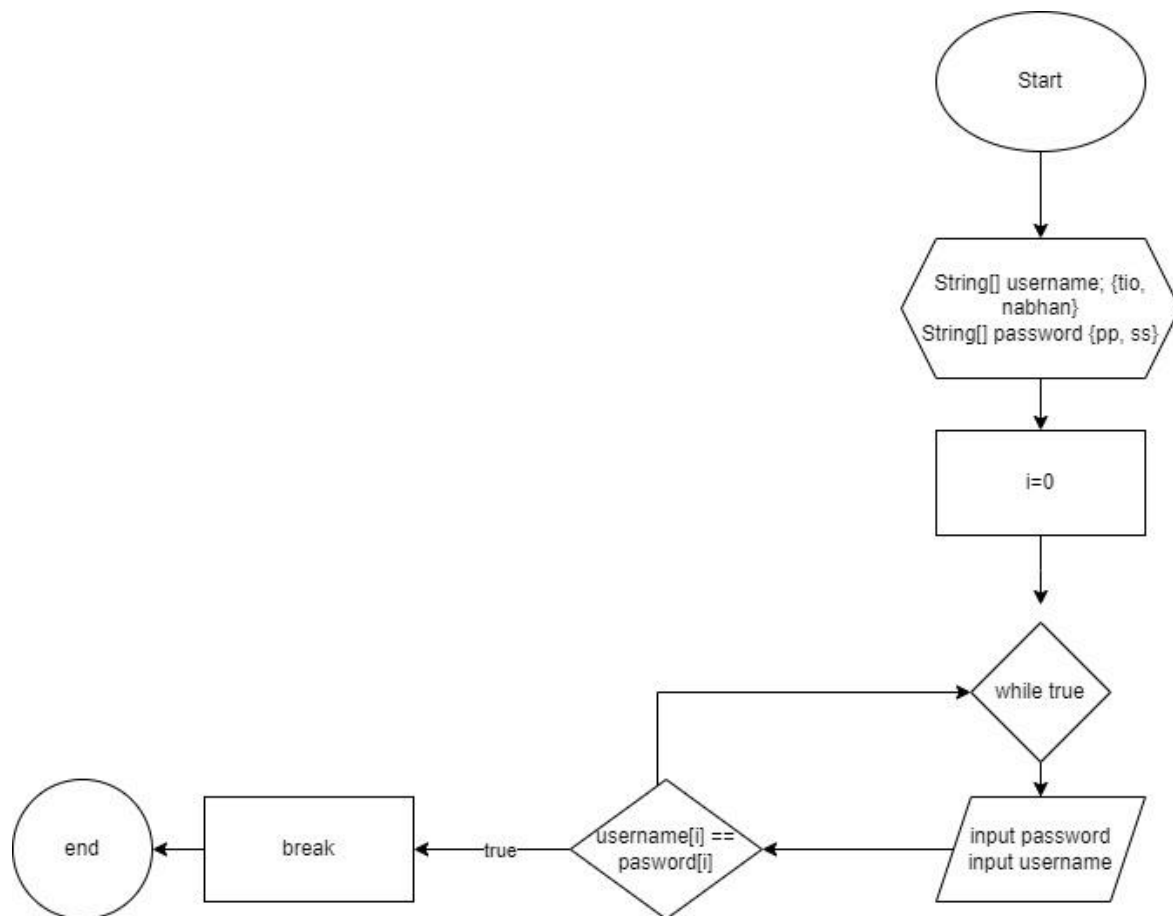 Start
String[] username; {tio,
nabhan}
String[] password {pp, ss}
i=0
while true
input password
input username
username[i] ==
pasword[i]
true
break
end